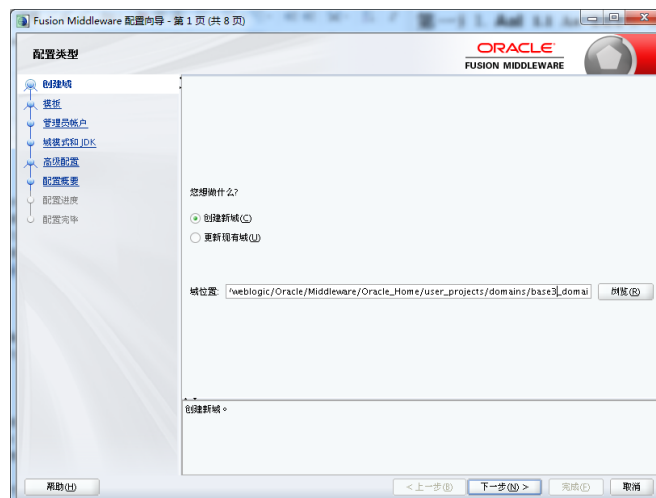 Fusion Middleware 配置向导 - 第 1 页 (共 8 页)
配置类型
ORACLE
FUSION MIDDLEWARE
创建域
模板
管理员帐户
域模式和 JDK
高级配置
配置概要
配置进度
配置完毕
您想做什么?
创建新域(C)
更新现有域(U)
域位置:
weblogic/Oracle/Middleware/Oracle_Home/user_projects/domains/base3_domai
浏览(R)
创建新域。
帮助(H)
< 上一步(B)
下一步(N) >
完成(F)
取消